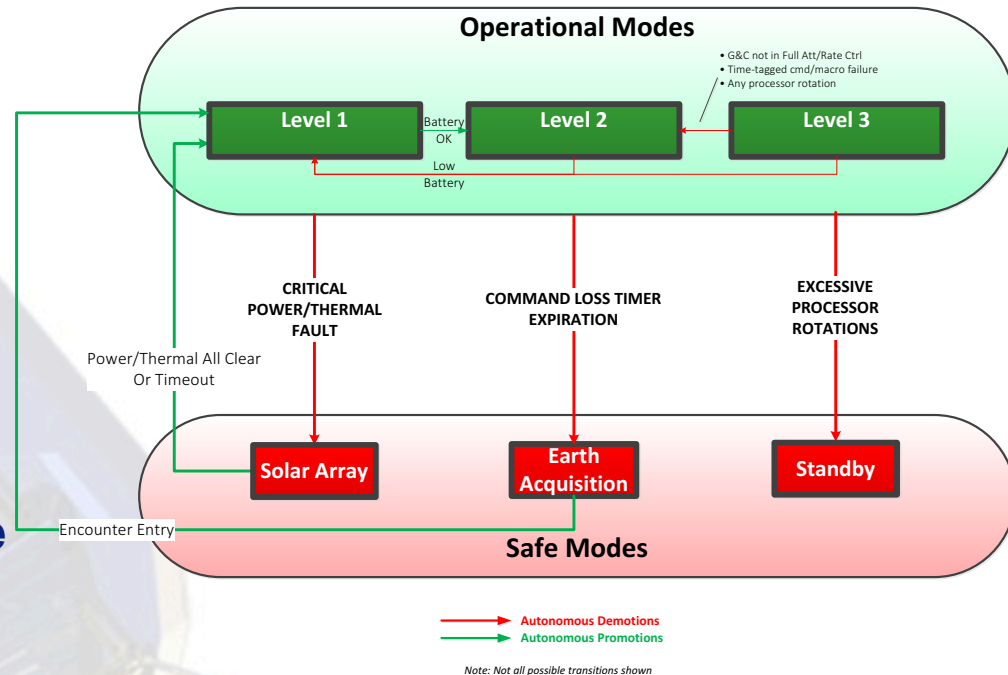 Operational Modes
• G&C not in Full Att/Rate Ctrl
• Time-tagged cmd/macro failure
• Any processor rotation
Level 1
Battery
OK
Level 2
Level 3
Low
Battery
CRITICAL
POWER/THERMAL
FAULT
COMMAND LOSS TIMER
EXPIRATION
EXCESSIVE
PROCESSOR
ROTATIONS
Power/Thermal All Clear
Or Timeout
Solar Array
Earth
Acquisition
Standby
Encounter Entry
Safe Modes
Autonomous Demotions
Autonomous Promotions
Note: Not all possible transitions shown